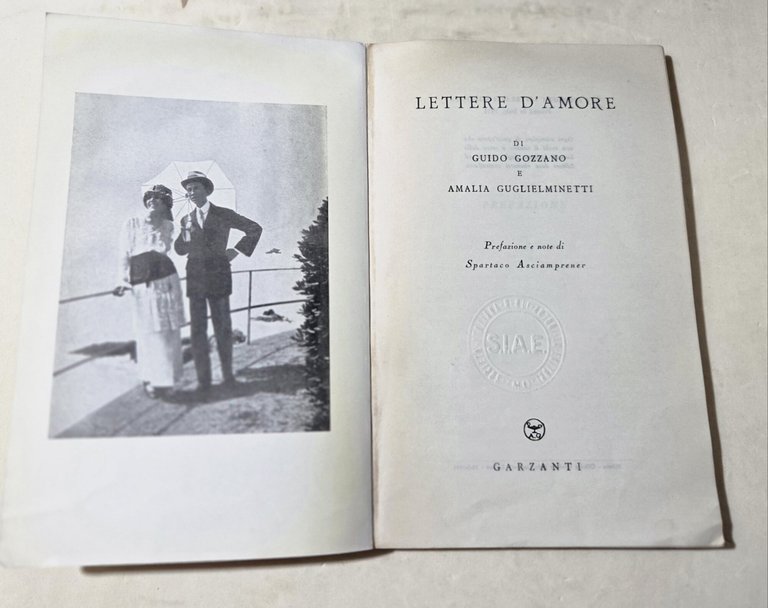 LETTERE D'AMORE
DI
GUIDO GOZZANO
E
AMALIA GUGLIELMINETTI
Prefazione e note di
Spartaco Asciamprener
S.I.A.E.
GARZANTI